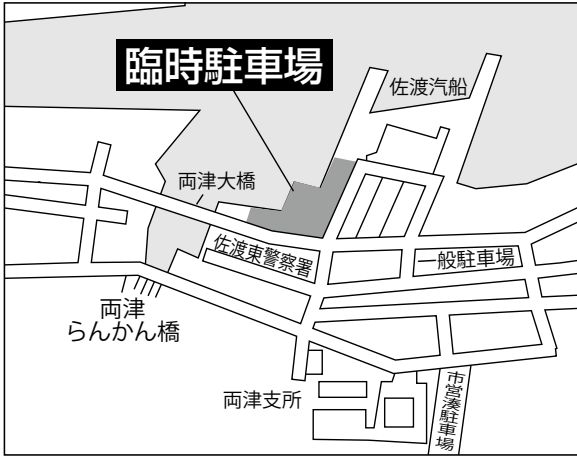 臨時駐車場
佐渡汽船
両津大橋
佐渡東警察署
一般駐車場
両津
らんかん橋
両津支所
市営湊駐車場